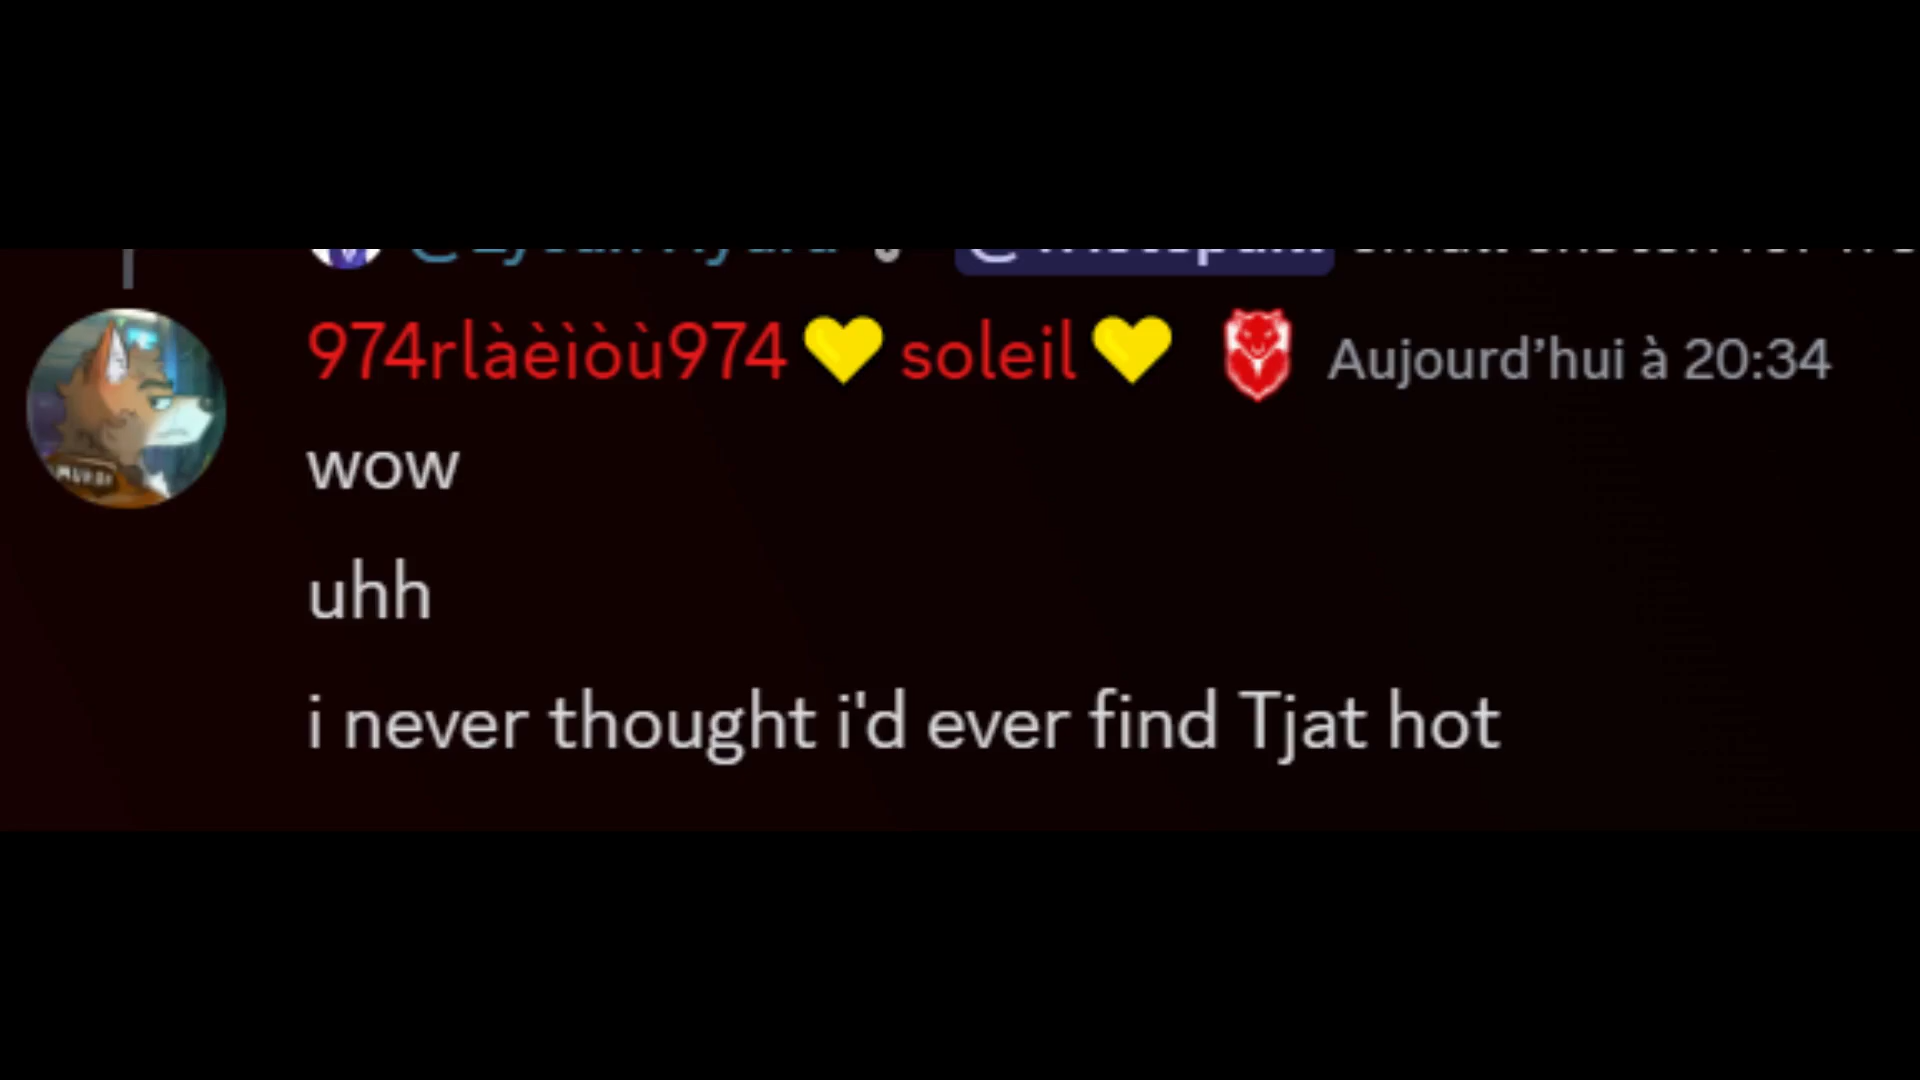 974rlàèìòù974💛soleil💛 Aujourd’hui à 20:34
wow
uhh
i never thought i'd ever find Tjat hot